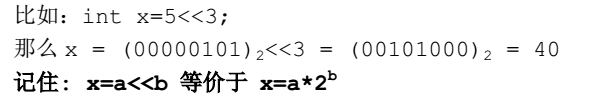 比如：int x=5<<3;
那么 x = (00000101)₂<<3 = (00101000)₂ = 40
记住: x=a<<b 等价于 x=a*2ᵇ